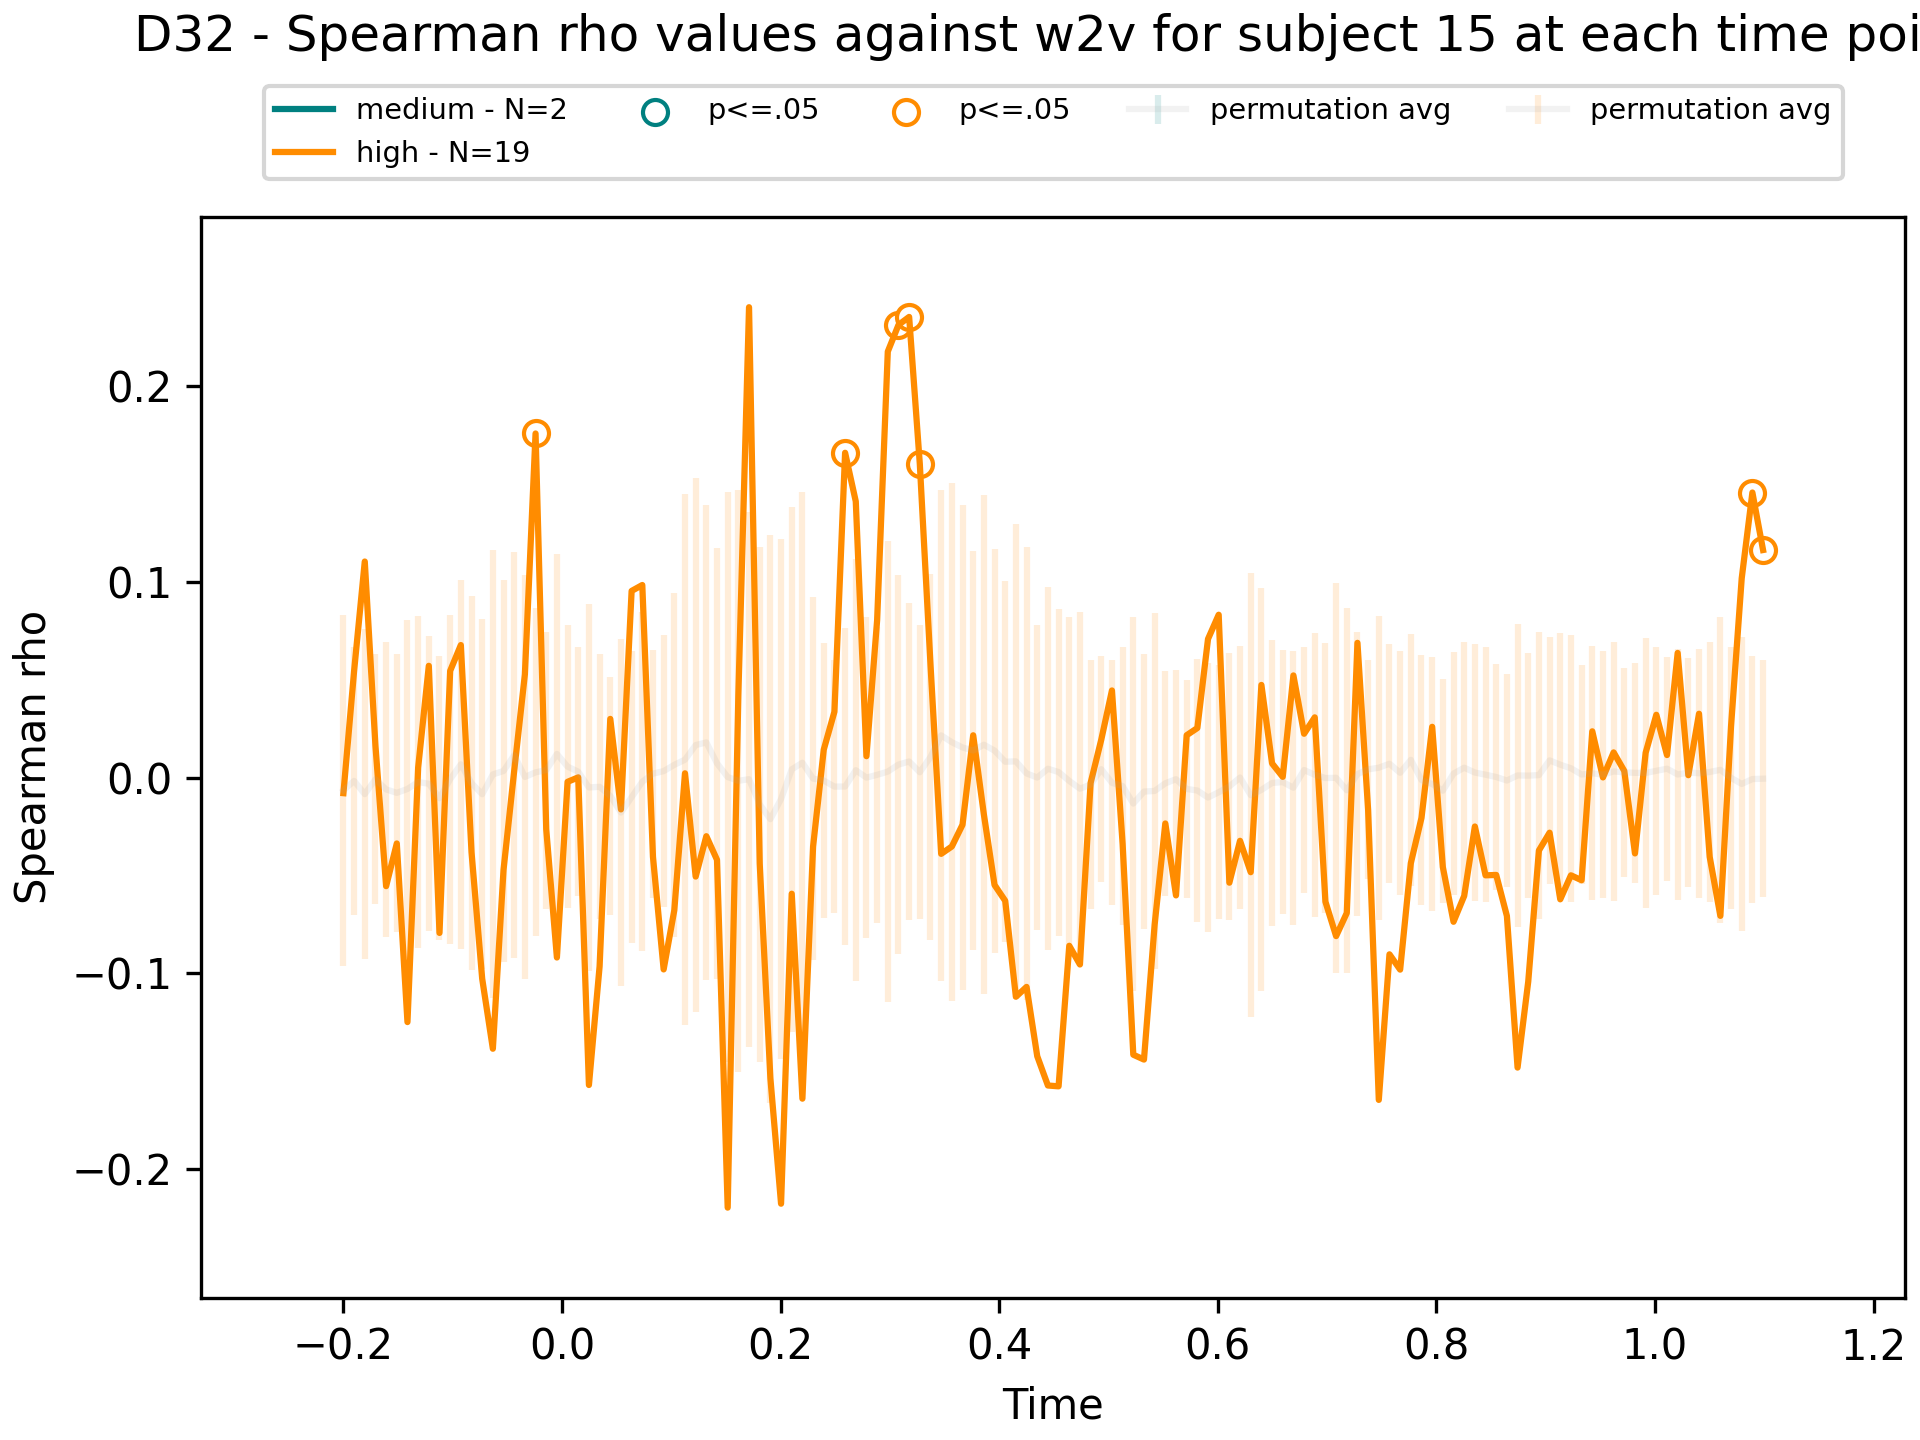 D32 - Spearman rho values against w2v for subject 15 at each time poi
medium - N=2
high - N=19
p<=.05
p<=.05
permutation avg
permutation avg
Spearman rho
0.2
0.1
0.0
−0.1
−0.2
−0.2
0.0
0.2
0.4
0.6
0.8
1.0
1.2
Time